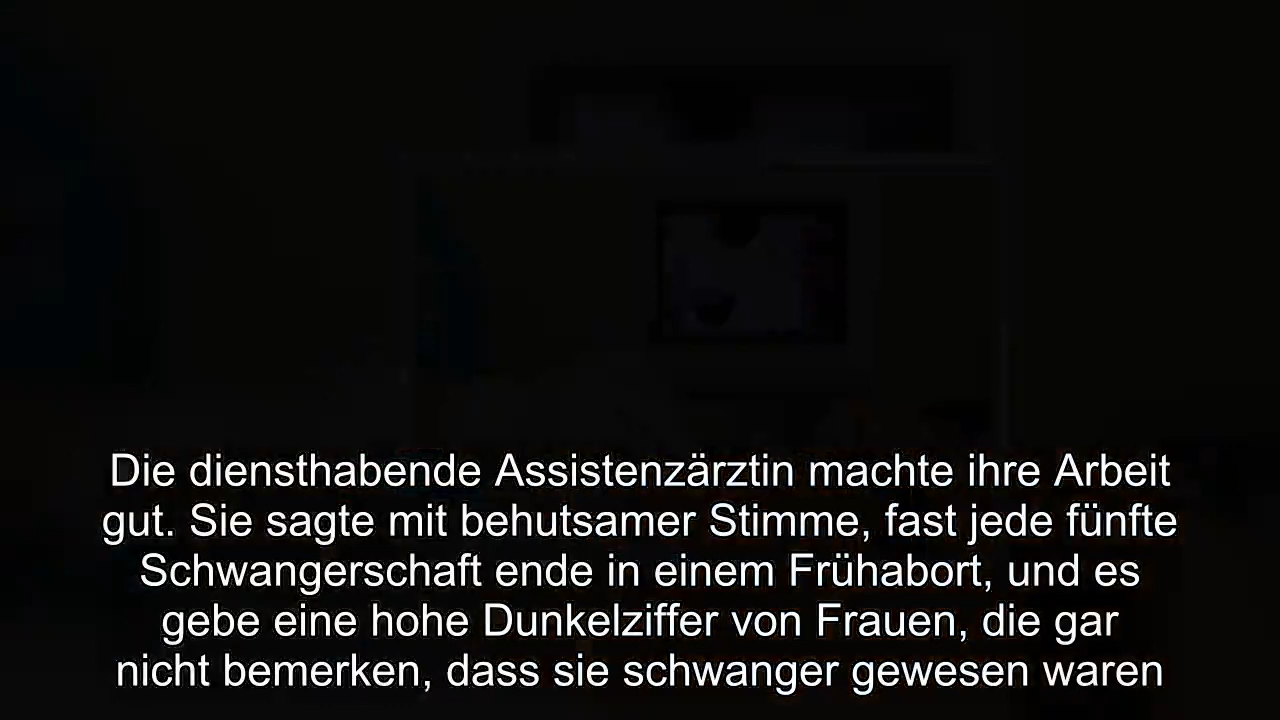 Die diensthabende Assistenzärztin machte ihre Arbeit
gut. Sie sagte mit behutsamer Stimme, fast jede fünfte
Schwangerschaft ende in einem Frühabort, und es
gebe eine hohe Dunkelziffer von Frauen, die gar
nicht bemerken, dass sie schwanger gewesen waren